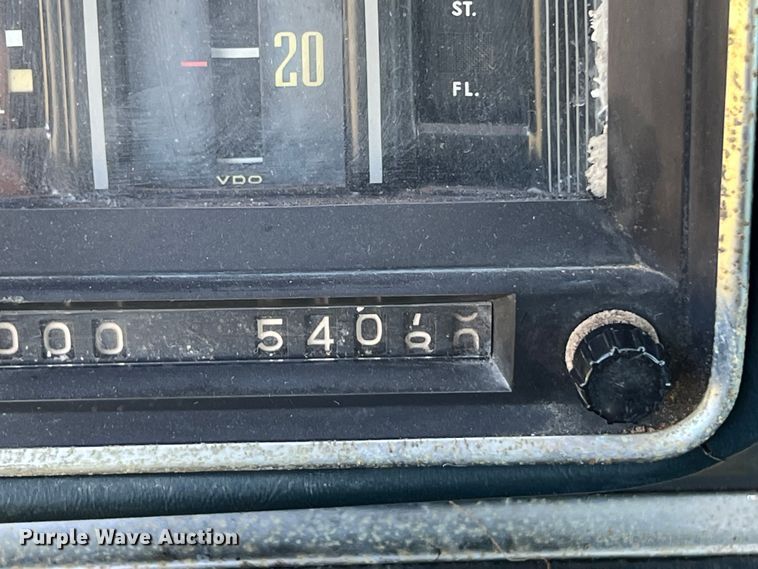 ST.
20
FL.
VDO
000 540
Purple Wave Auction